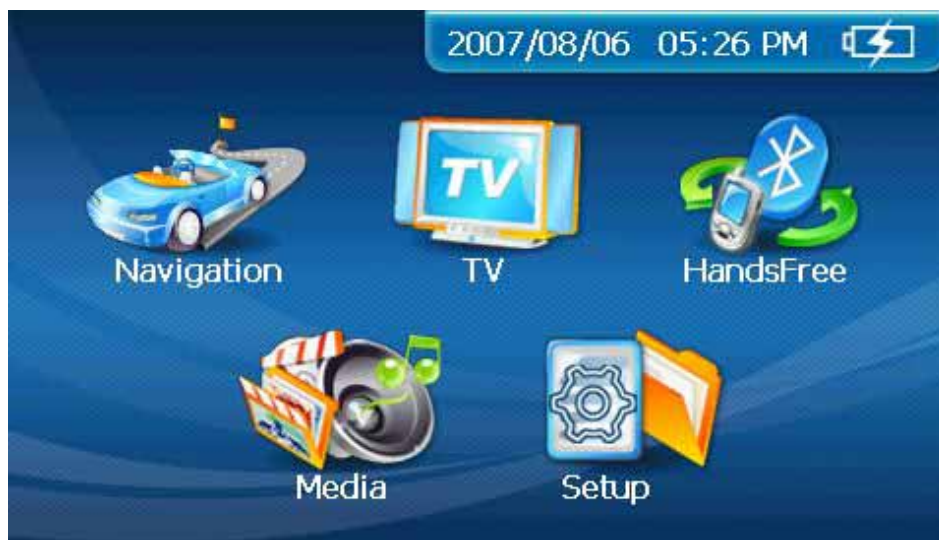 2007/08/06 05:26 PM
TV
Navigation
TV
HandsFree
Media
Setup